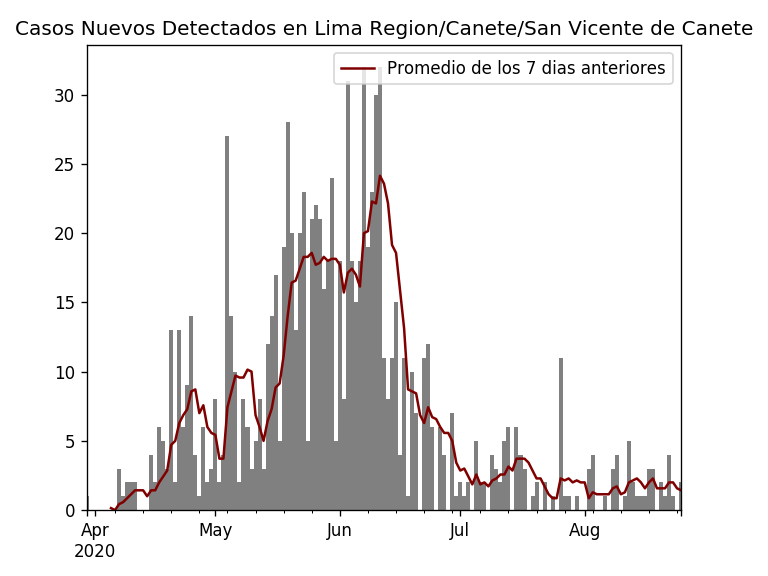 Casos Nuevos Detectados en Lima Region/Canete/San Vicente de Canete
Promedio de los 7 dias anteriores
30
25
20
15
10
5
0
Apr May Jun Jul Aug
2020